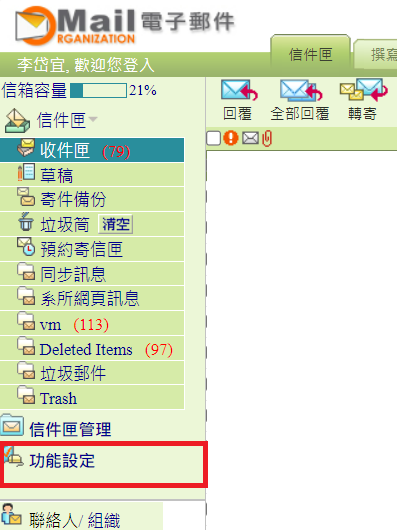 Mail 電子郵件
ORGANIZATION
李岱宜, 歡迎您登入
信件匣
撰寫
信箱容量 21%
回覆 全部回覆 轉寄
信件匣
收件匣 (79)
草稿
寄件備份
垃圾筒 清空
預約寄信匣
同步訊息
系所網頁訊息
vm (113)
Deleted Items (97)
垃圾郵件
Trash
信件匣管理
功能設定
聯絡人/ 組織